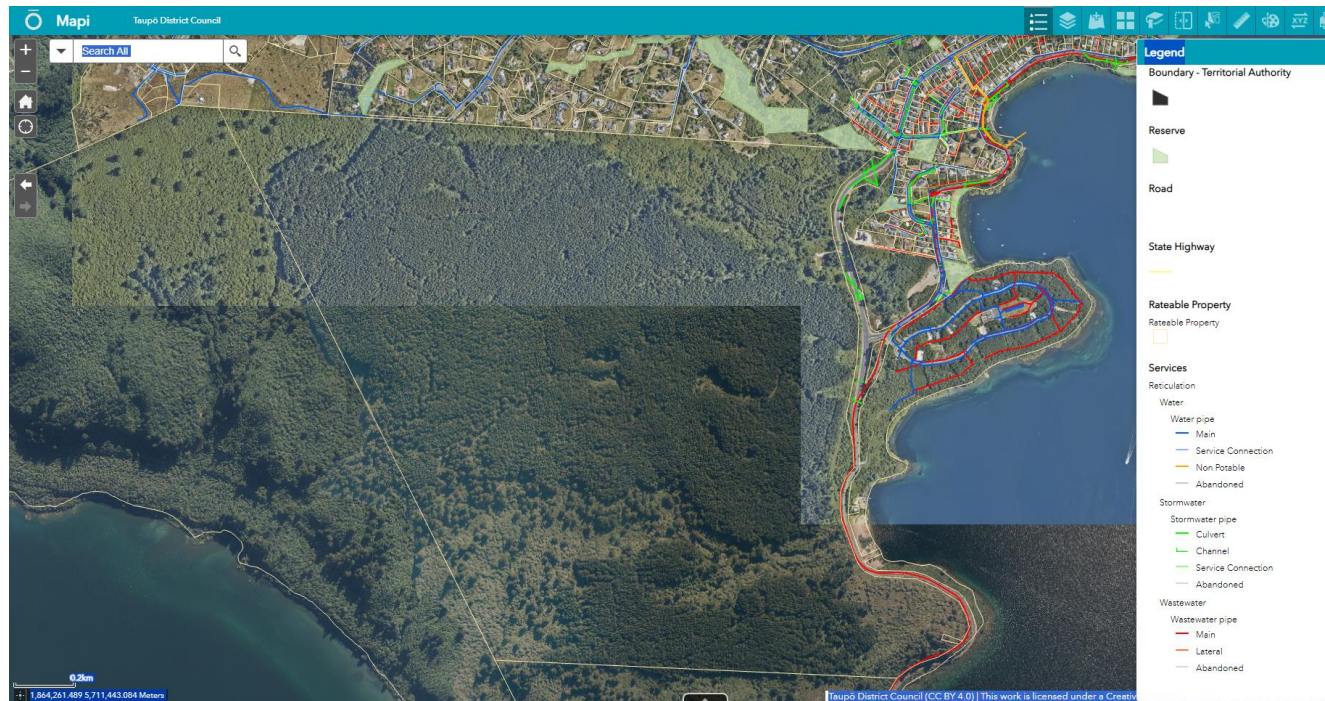 Mapi
Taupō District Council
Search All
Legend
Boundary - Territorial Authority
Reserve
Road
State Highway
Rateable Property
Rateable Property
Services
Reticulation
Water
Water pipe
Main
Service Connection
Non Potable
Abandoned
Stormwater
Stormwater pipe
Culvert
Channel
Service Connection
Abandoned
Wastewater
Wastewater pipe
Main
Lateral
Abandoned
0.2km
1,864,261.489 5,711,443.084 Meters
Taupō District Council (CC BY 4.0) | This work is licensed under a Creativ